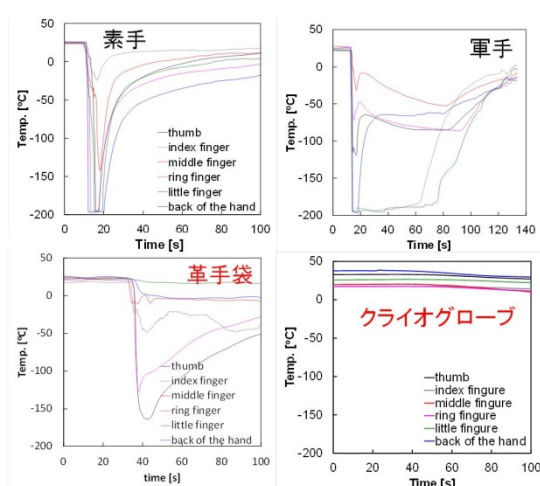 50
0
-50
-100
-150
-200
Temp. [ºC]
素手
thumb
index finger
middle finger
ring finger
little finger
back of the hand
0 20 40 60 80 100
Time [s]
50
0
-50
-100
-150
-200
Temp. [ºC]
軍手
0 20 40 60 80 100 120 140
Time [s]
50
0
-50
-100
-150
-200
Temp. [ºC]
革手袋
thumb
index finger
middle finger
ring finger
little finger
back of the hand
0 20 40 60 80 100
time [s]
50
0
-50
-100
-150
-200
Temp. [ºC]
クライオグローブ
thumb
index fingure
middle fingure
ring fingure
little fingure
back of the hand
0 20 40 60 80 100
Time [s]